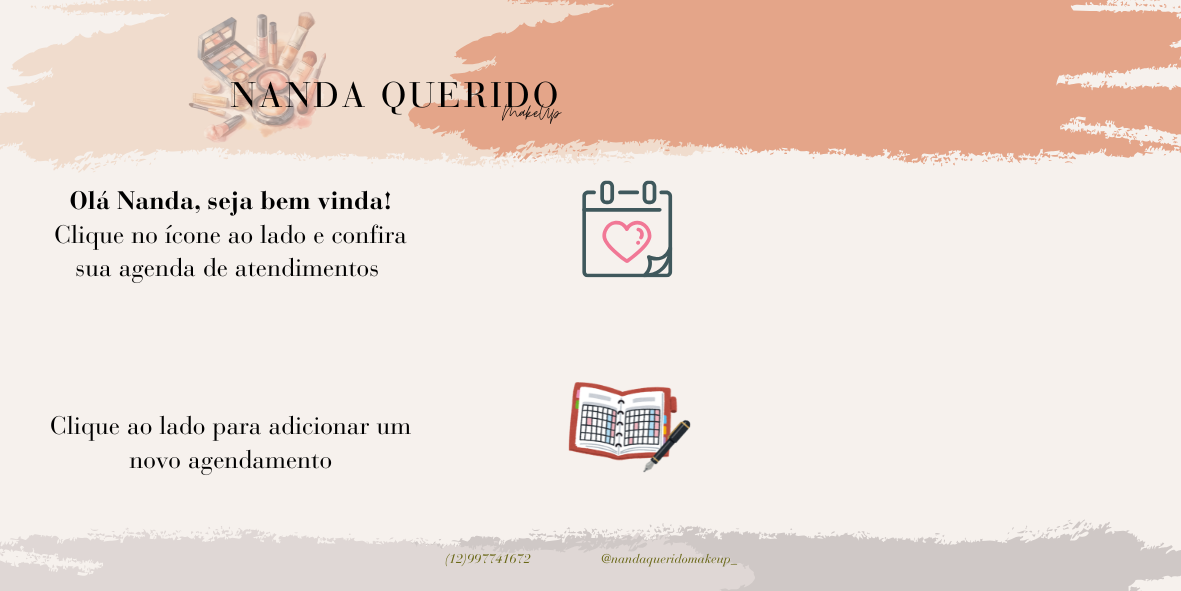 NANDA QUERIDO
MakeUp
Olá Nanda, seja bem vinda!
Clique no ícone ao lado e confira
sua agenda de atendimentos
Clique ao lado para adicionar um
novo agendamento
(12)997741672
@nandaqueridomakeup_